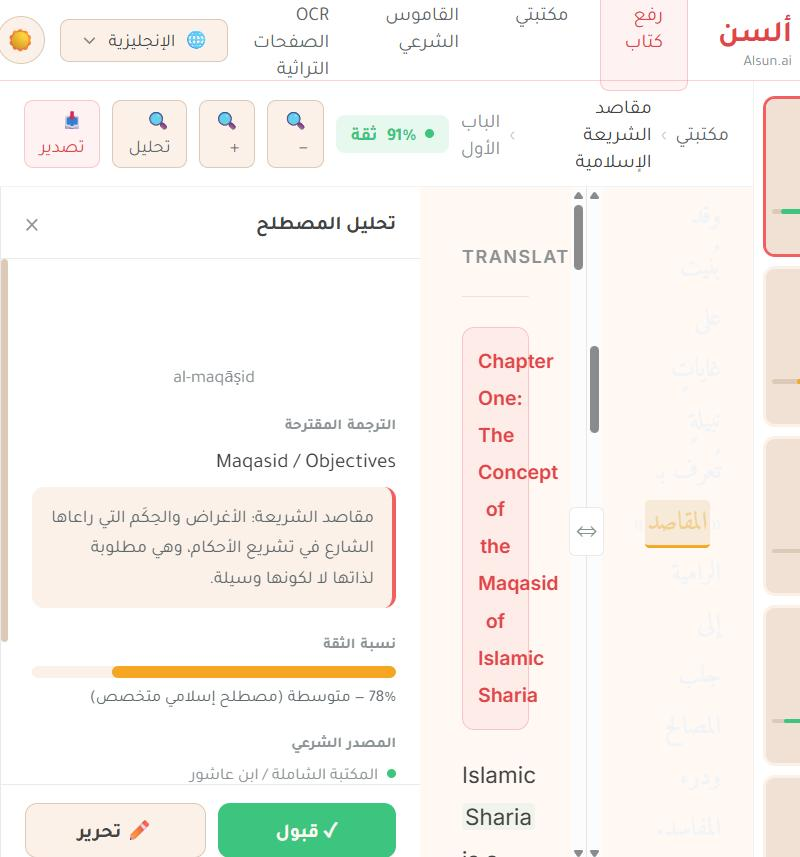 ألسن
Alsun.ai
رفع
كتاب
مكتبتي
القاموس
الشرعي
OCR
الصفحات
التراثية
الإنجليزية
مكتبتي ‹ مقاصد
الشريعة
الإسلامية ‹ الباب
الأول
91% ثقة
−
+
تحليل
تصدير
تحليل المصطلح
×
al-maqāṣid
الترجمة المقترحة
Maqasid / Objectives
مقاصد الشريعة: الأغراض والحِكَم التي راعاها
الشارع في تشريع الأحكام، وهي مطلوبة
لذاتها لا لكونها وسيلة.
نسبة الثقة
78% – متوسطة (مصطلح إسلامي متخصص)
المصدر الشرعي
المكتبة الشاملة / ابن عاشور
✓ قبول
تحرير
TRANSLAT
Chapter
One:
The
Concept
of
the
Maqasid
of
Islamic
Sharia
Islamic
Sharia
is a
وقد
بُنيت
على
غاياتٍ
نبيلةٍ
تُعرف بـ
«المقاصد»
الرامية
إلى
جلب
المصالح
ودرء
المفاسد.